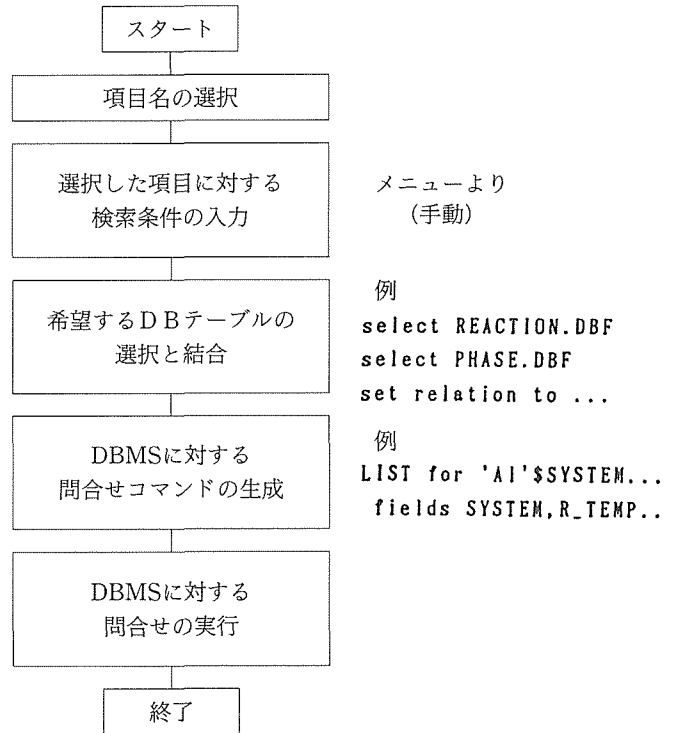 スタート
項目名の選択
選択した項目に対する
検索条件の入力
メニューより
(手動)
希望するDBテーブルの
選択と結合
例
select REACTION.DBF
select PHASE.DBF
set relation to ...
DBMSに対する
問合せコマンドの生成
例
LIST for 'Al'$SYSTEM...
fields SYSTEM,R_TEMP..
DBMSに対する
問合せの実行
終了